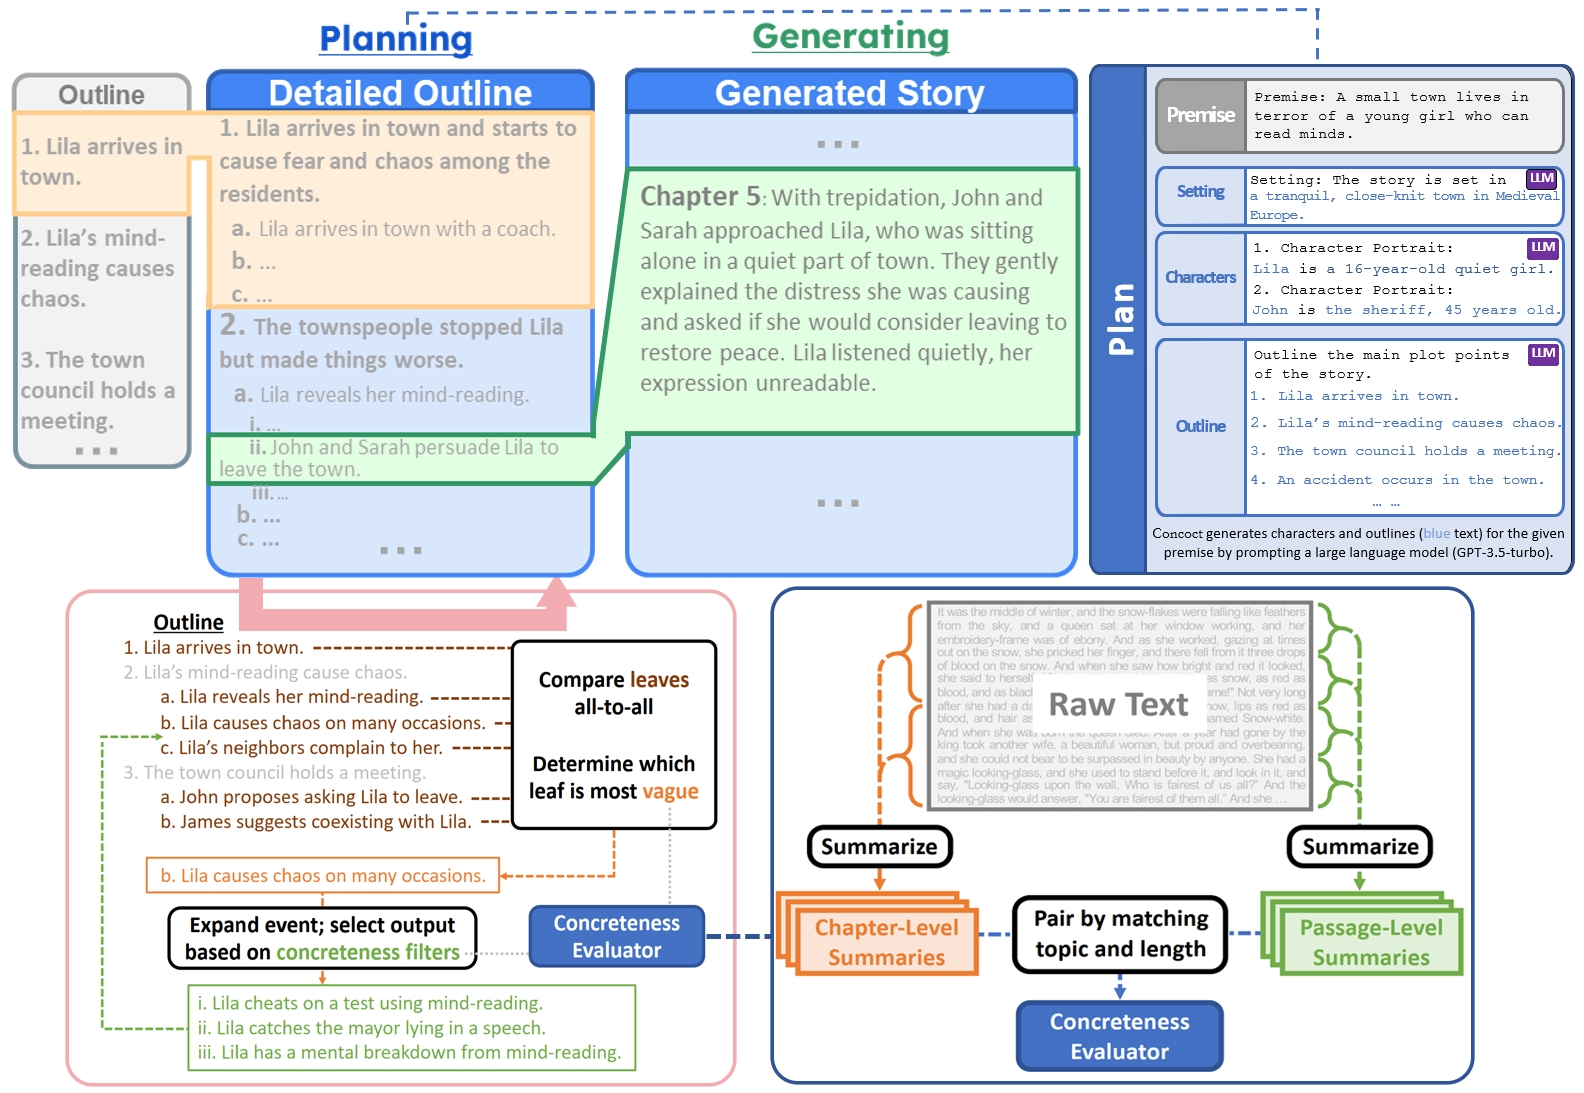 Planning
Generating
Outline
1. Lila arrives in
town.
2. Lila's mind-
reading causes
chaos.
3. The town
council holds a
meeting.
...
Detailed Outline
1. Lila arrives in town and starts to
cause fear and chaos among the
residents.
a. Lila arrives in town with a coach.
b. ...
c. ...
2. The townspeople stopped Lila
but made things worse.
a. Lila reveals her mind-reading.
i. ...
ii. John and Sarah persuade Lila to
leave the town.
iii. ...
b. ...
c. ...
...
Generated Story
...
Chapter 5: With trepidation, John and
Sarah approached Lila, who was sitting
alone in a quiet part of town. They gently
explained the distress she was causing
and asked if she would consider leaving to
restore peace. Lila listened quietly, her
expression unreadable.
...
Plan
Premise
Premise: A small town lives in
terror of a young girl who can
read minds.
Setting
LLM
Setting: The story is set in
a tranquil, close-knit town in Medieval
Europe.
Characters
LLM
1. Character Portrait:
Lila is a 16-year-old quiet girl.
2. Character Portrait:
John is the sheriff, 45 years old.
Outline
LLM
Outline the main plot points
of the story.
1. Lila arrives in town.
2. Lila's mind-reading causes chaos.
3. The town council holds a meeting.
4. An accident occurs in the town.
... ...
Concoct generates characters and outlines (blue text) for the given
premise by prompting a large language model (GPT-3.5-turbo).
Outline
1. Lila arrives in town.
2. Lila's mind-reading cause chaos.
a. Lila reveals her mind-reading.
b. Lila causes chaos on many occasions.
c. Lila's neighbors complain to her.
3. The town council holds a meeting.
a. John proposes asking Lila to leave.
b. James suggests coexisting with Lila.
Compare leaves
all-to-all
Determine which
leaf is most vague
b. Lila causes chaos on many occasions.
Expand event; select output
based on concreteness filters
Concreteness
Evaluator
i. Lila cheats on a test using mind-reading.
ii. Lila catches the mayor lying in a speech.
iii. Lila has a mental breakdown from mind-reading.
It was the middle of winter, and the snow-flakes were falling like feathers
from the sky, and a queen sat at her window working, and her
embroidery-frame was of ebony. And as she worked, gazing at times
out on the snow, she pricked her finger, and there fell from it three drops
of blood on the snow. And when she saw how bright and red it looked,
she said to herself as snow, as red as
blood, and as black ame!" Not very long
after she had a da now, lips as red as
blood, and hair as named Snow-white.
And when she was born the queen died. After a year had gone by the
king took another wife, a beautiful woman, but proud and overbearing,
and she could not bear to be surpassed in beauty by anyone. She had a
magic looking-glass, and she used to stand before it, and look in it, and
say, "Looking-glass upon the wall, Who is fairest of us all?" And the
looking-glass would answer, "You are fairest of them all." And she ...
Raw Text
Summarize
Summarize
Chapter-Level
Summaries
Pair by matching
topic and length
Passage-Level
Summaries
Concreteness
Evaluator